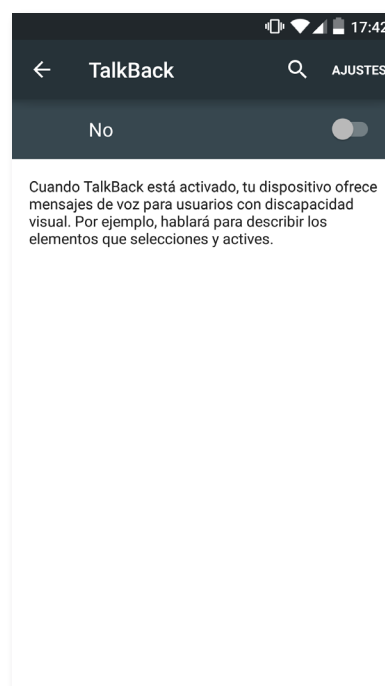 17:42
TalkBack AJUSTES
No
Cuando TalkBack está activado, tu dispositivo ofrece
mensajes de voz para usuarios con discapacidad
visual. Por ejemplo, hablará para describir los
elementos que selecciones y actives.